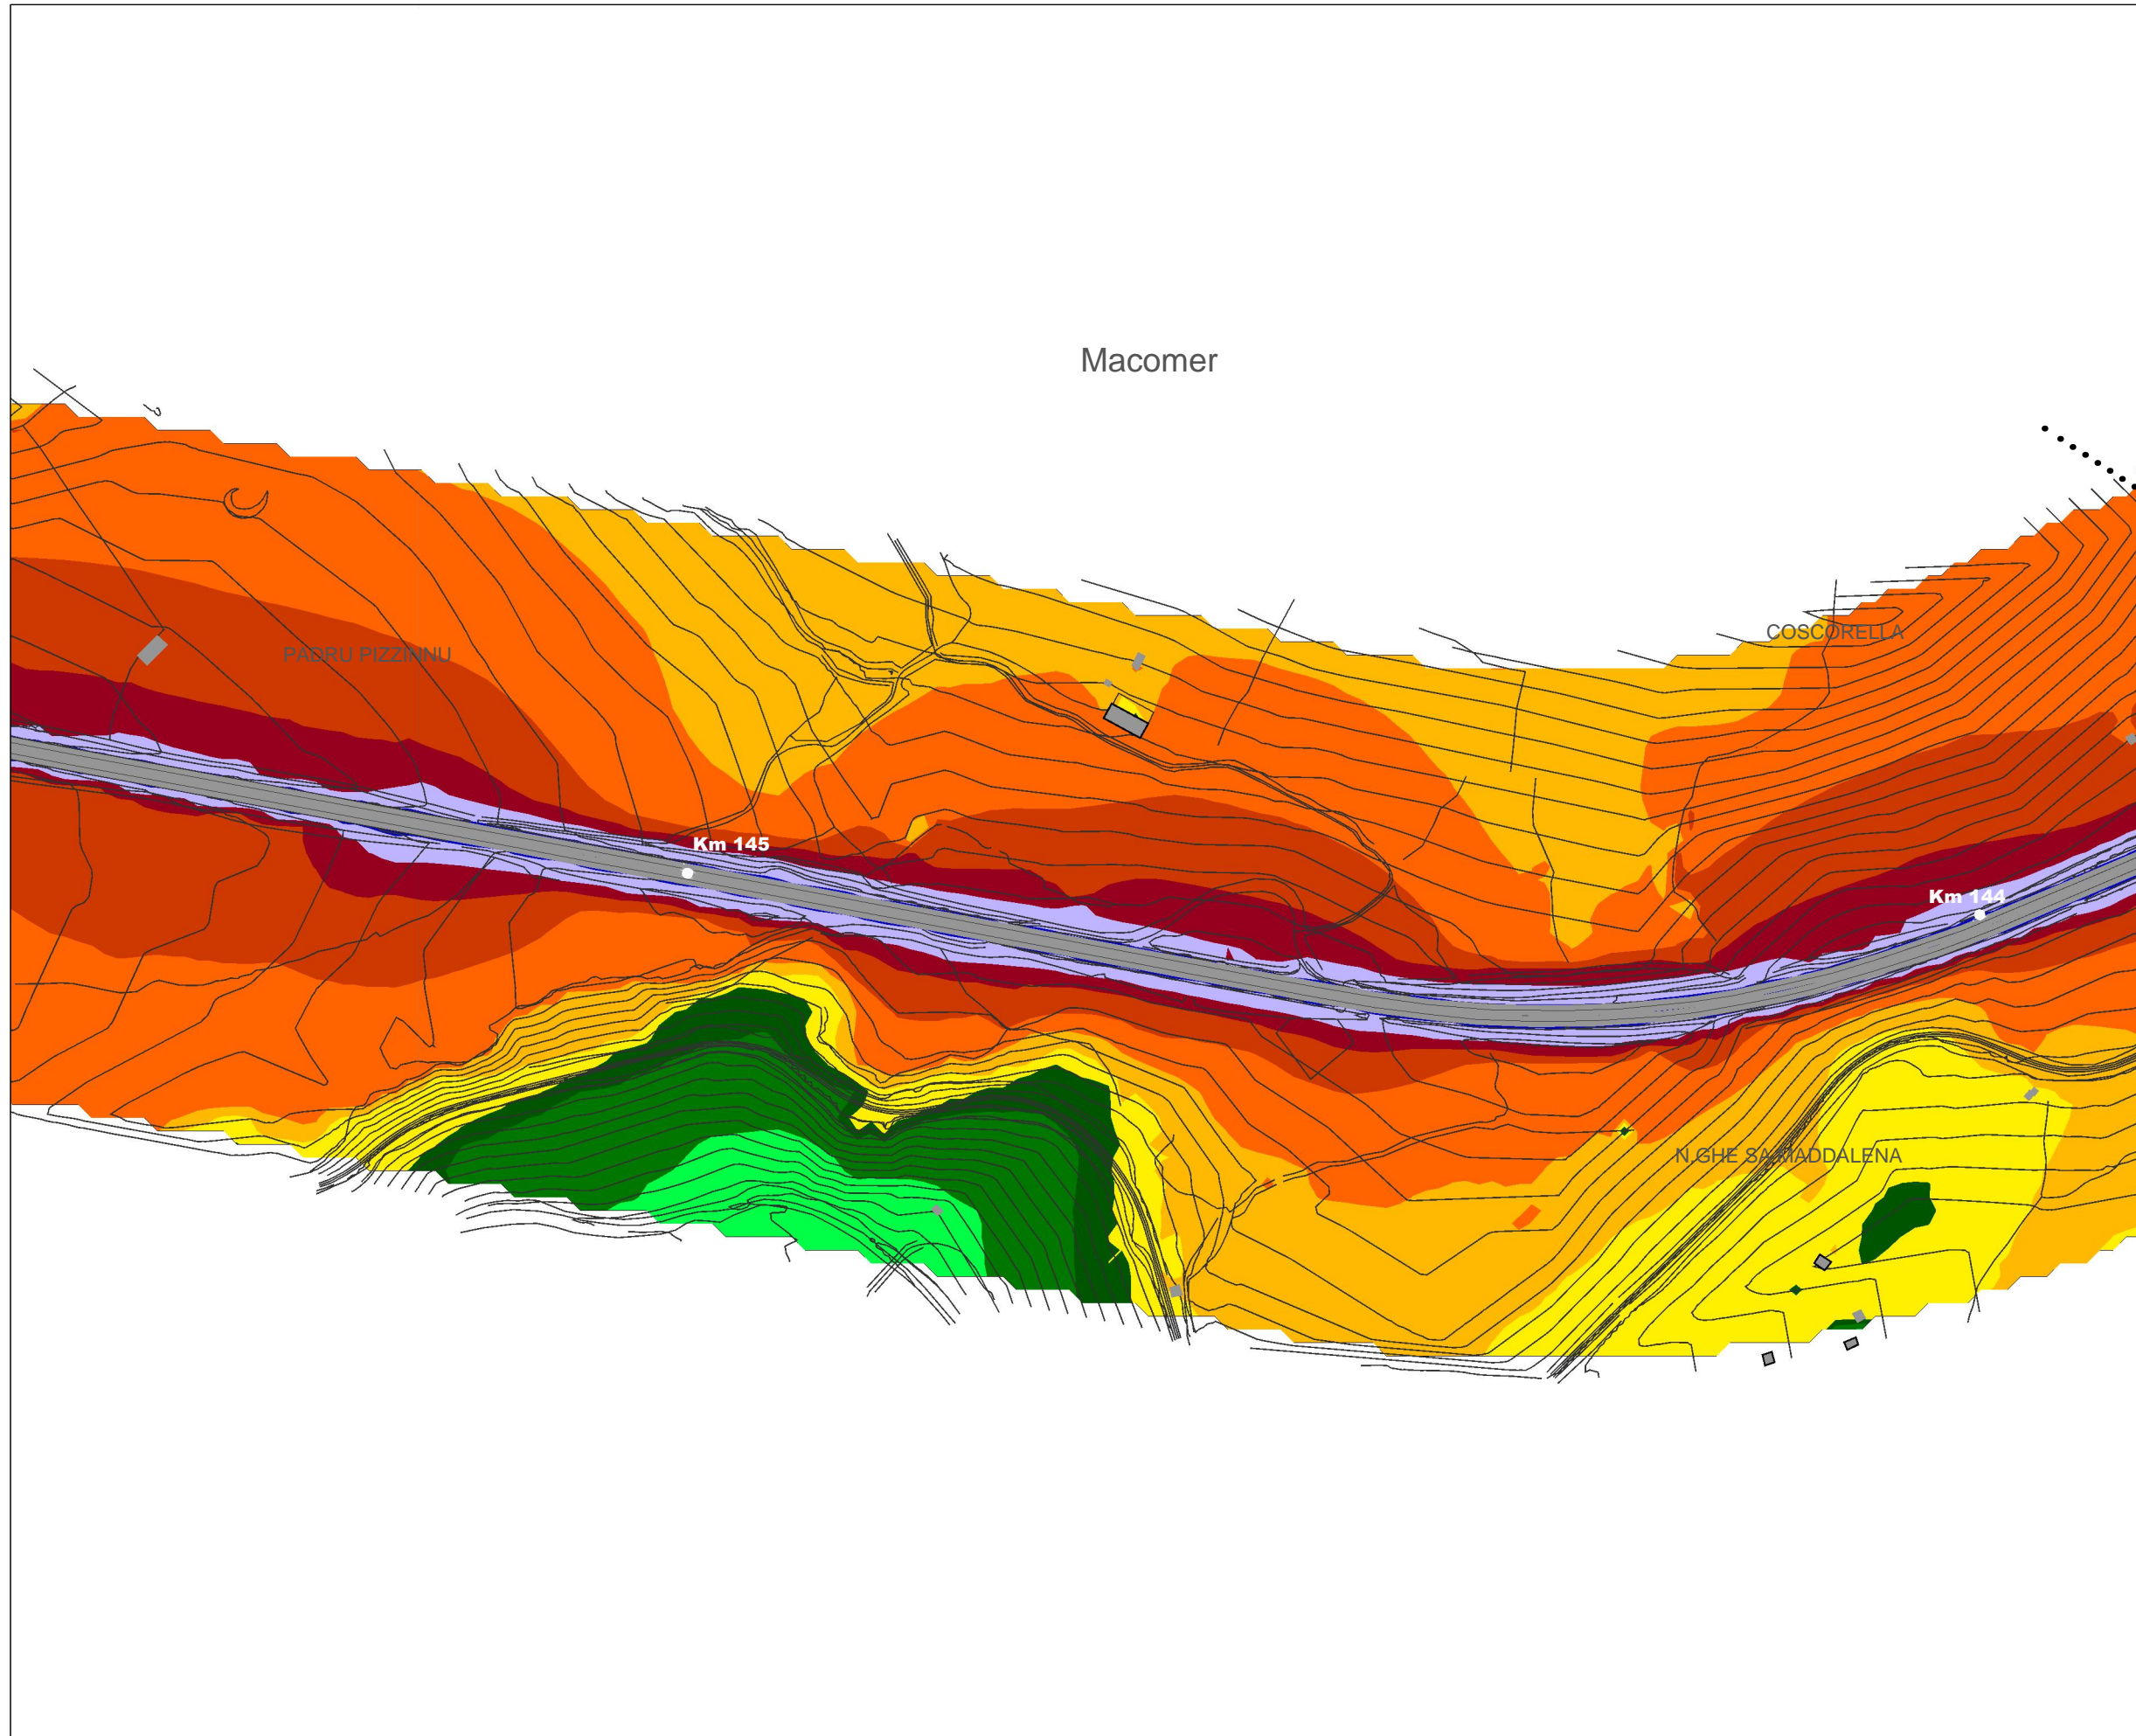 Macomer
COSCORELLA
PADRU PIZZINNU
Km 145
Km 144
N.GHE SA MADDALENA